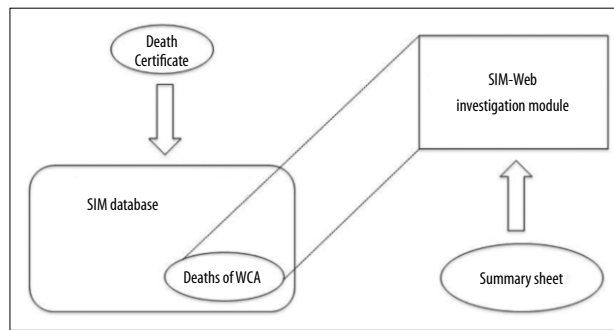 Death
Certificate
SIM-Web
investigation module
SIM database
Deaths of WCA
Summary sheet